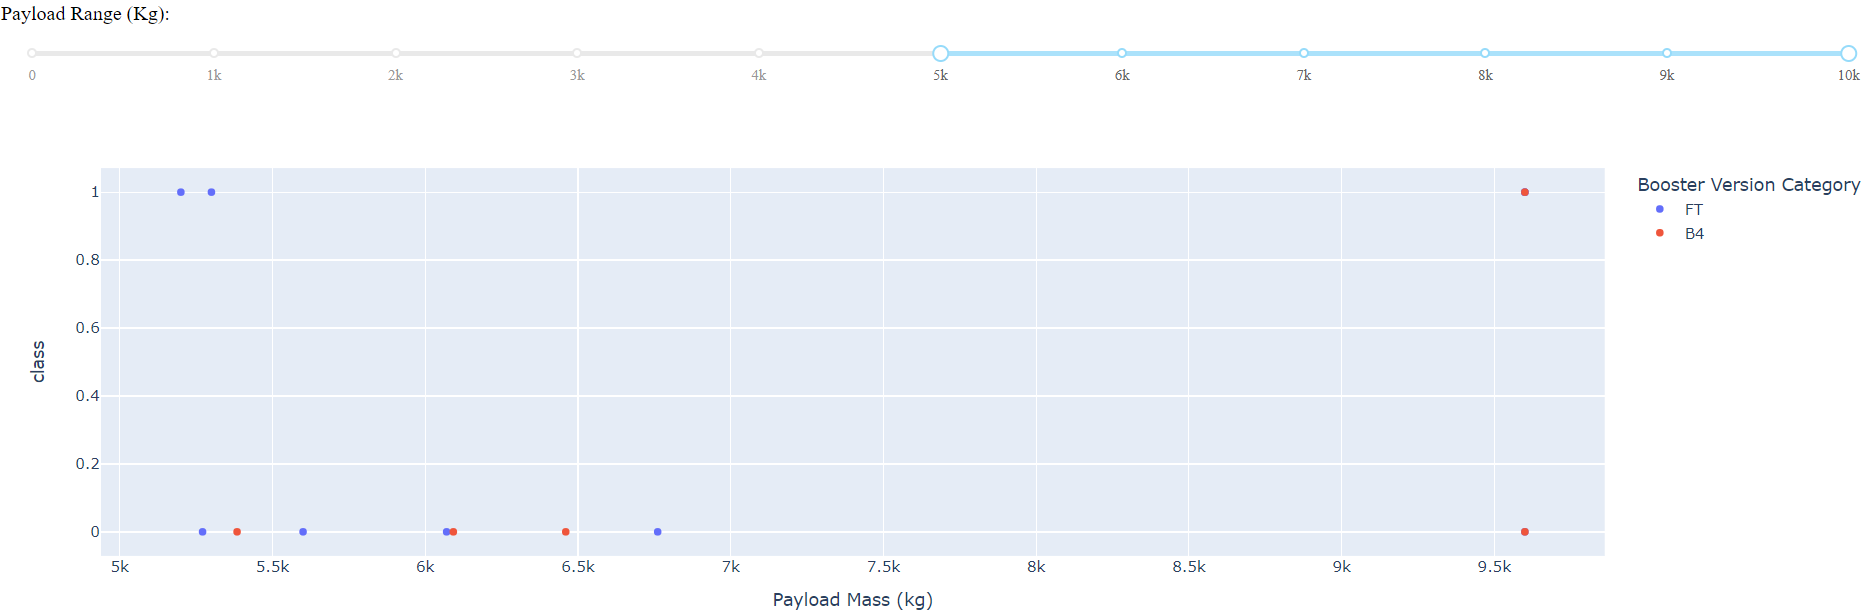 Payload Range (Kg):
0 1k 2k 3k 4k 5k 6k 7k 8k 9k 10k
Booster Version Category
FT
B4
1
0.8
0.6
0.4
0.2
0
class
5k 5.5k 6k 6.5k 7k 7.5k 8k 8.5k 9k 9.5k
Payload Mass (kg)